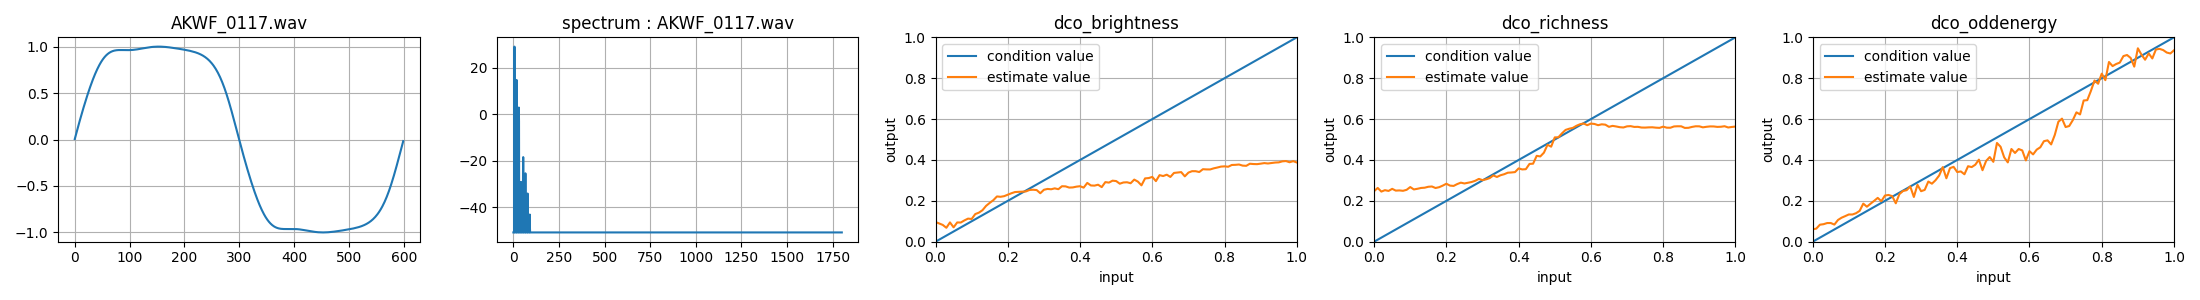 AKWF_0117.wav
1.0
0.5
0.0
−0.5
−1.0
0 100 200 300 400 500 600
spectrum : AKWF_0117.wav
20
0
−20
−40
0 250 500 750 1000 1250 1500 1750
dco_brightness
condition value
estimate value
output
1.0
0.8
0.6
0.4
0.2
0.0
0.0 0.2 0.4 0.6 0.8 1.0
input
dco_richness
condition value
estimate value
output
1.0
0.8
0.6
0.4
0.2
0.0
0.0 0.2 0.4 0.6 0.8 1.0
input
dco_oddenergy
condition value
estimate value
output
1.0
0.8
0.6
0.4
0.2
0.0
0.0 0.2 0.4 0.6 0.8 1.0
input